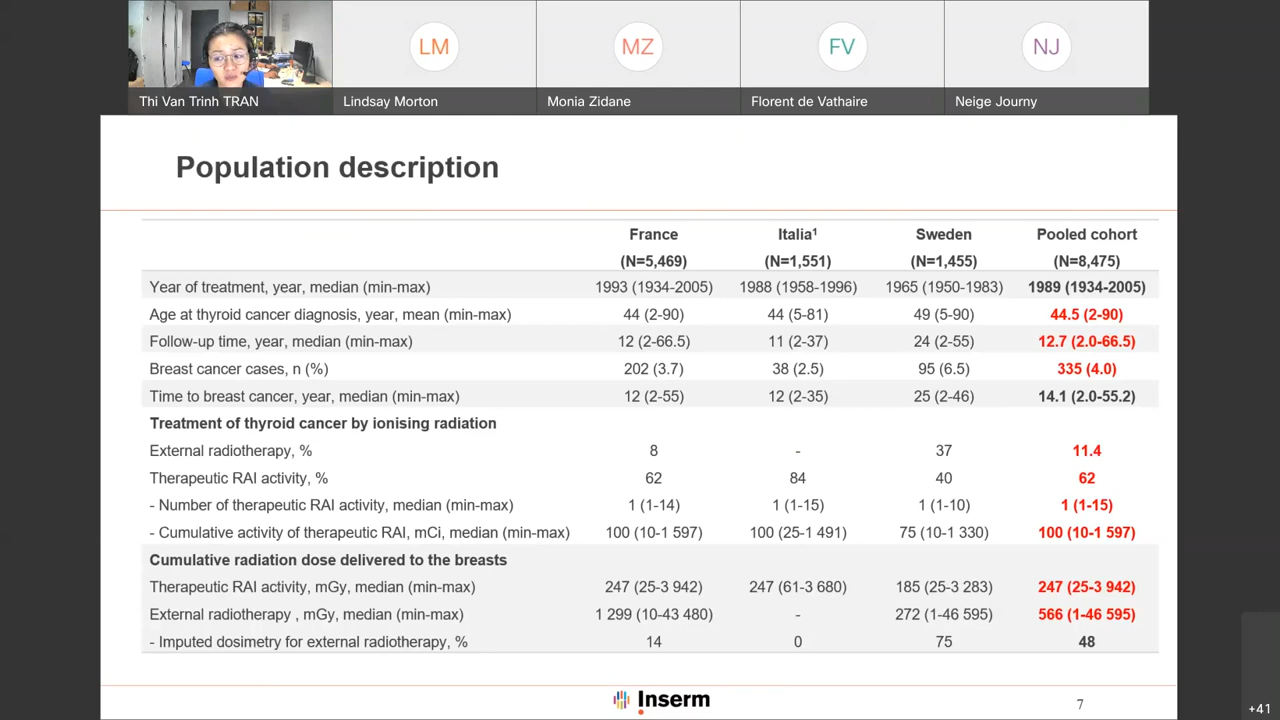 LM
MZ
FV
NJ
Thi Van Trinh TRAN
Lindsay Morton
Monia Zidane
Florent de Vathaire
Neige Journy
Population description
France Italia¹ Sweden Pooled cohort
(N=5,469) (N=1,551) (N=1,455) (N=8,475)
Year of treatment, year, median (min-max) 1993 (1934-2005) 1988 (1958-1996) 1965 (1950-1983) 1989 (1934-2005)
Age at thyroid cancer diagnosis, year, mean (min-max) 44 (2-90) 44 (5-81) 49 (5-90) 44.5 (2-90)
Follow-up time, year, median (min-max) 12 (2-66.5) 11 (2-37) 24 (2-55) 12.7 (2.0-66.5)
Breast cancer cases, n (%) 202 (3.7) 38 (2.5) 95 (6.5) 335 (4.0)
Time to breast cancer, year, median (min-max) 12 (2-55) 12 (2-35) 25 (2-46) 14.1 (2.0-55.2)
Treatment of thyroid cancer by ionising radiation
External radiotherapy, % 8 - 37 11.4
Therapeutic RAI activity, % 62 84 40 62
- Number of therapeutic RAI activity, median (min-max) 1 (1-14) 1 (1-15) 1 (1-10) 1 (1-15)
- Cumulative activity of therapeutic RAI, mCi, median (min-max) 100 (10-1 597) 100 (25-1 491) 75 (10-1 330) 100 (10-1 597)
Cumulative radiation dose delivered to the breasts
Therapeutic RAI activity, mGy, median (min-max) 247 (25-3 942) 247 (61-3 680) 185 (25-3 283) 247 (25-3 942)
External radiotherapy , mGy, median (min-max) 1 299 (10-43 480) - 272 (1-46 595) 566 (1-46 595)
- Imputed dosimetry for external radiotherapy, % 14 0 75 48
Inserm
7
+41